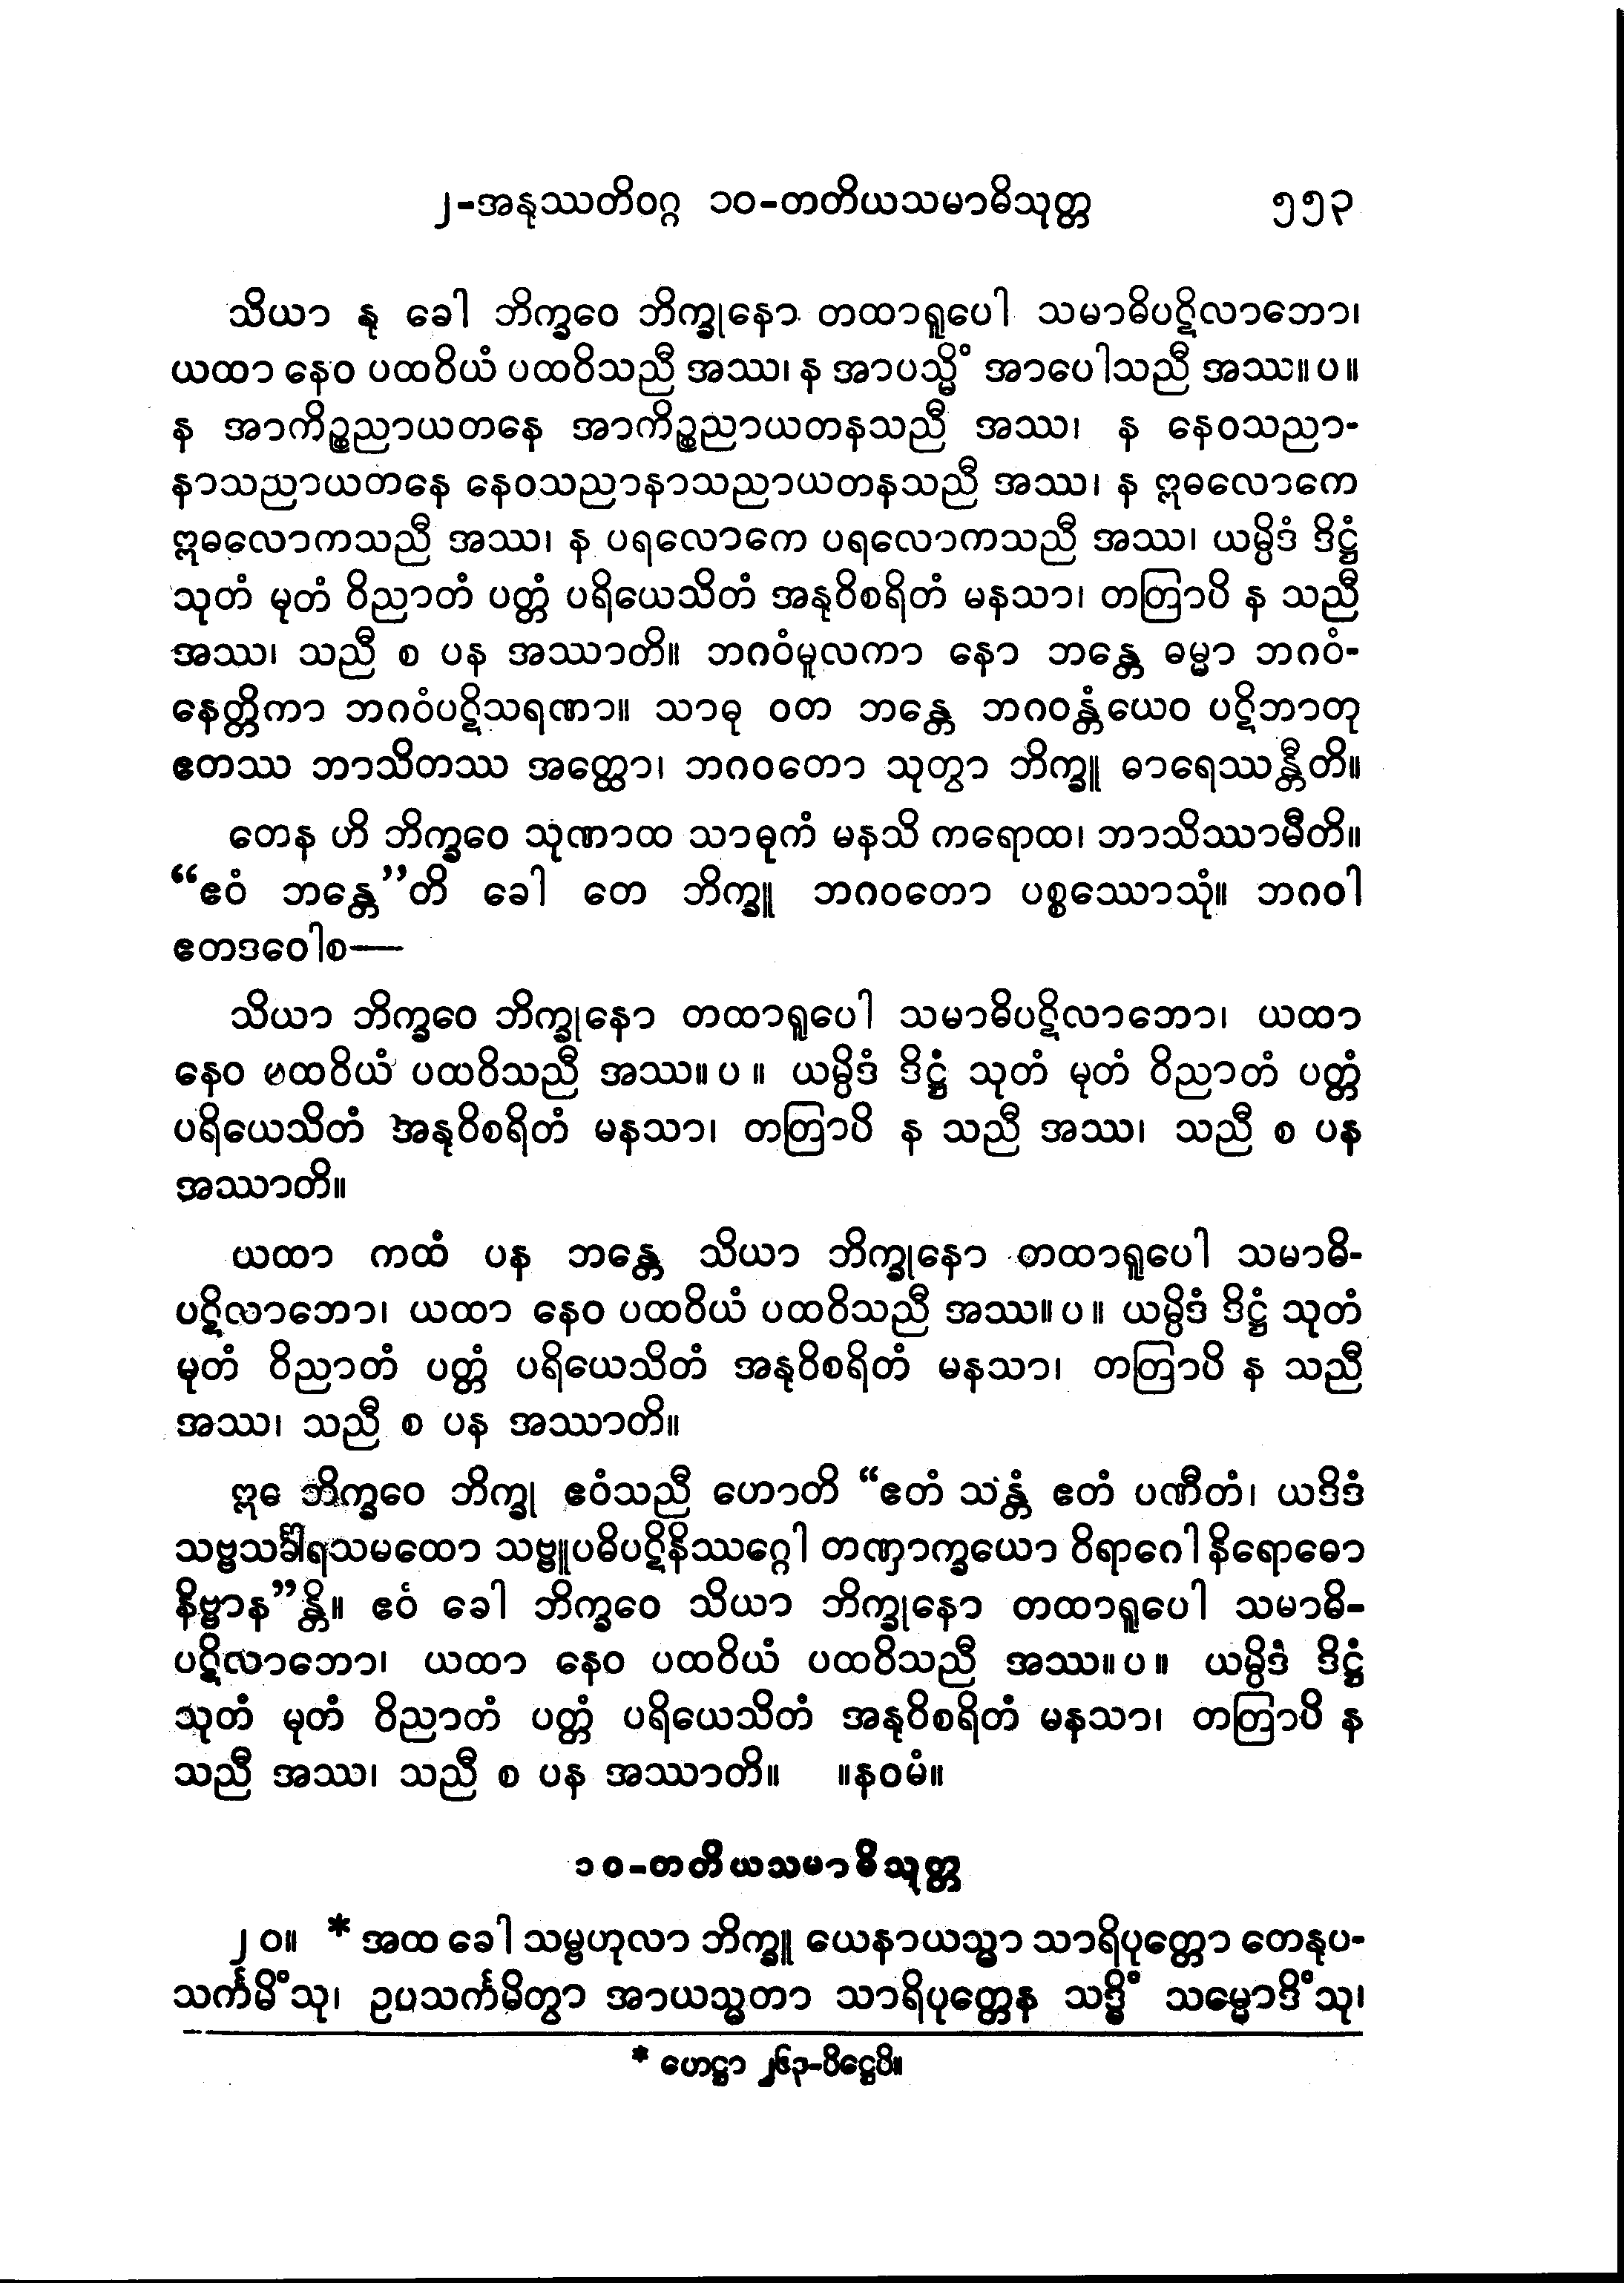 ၂-အနုဿတိဝဂ္ဂ ၁၀-တတိယသမာဓိသုတ္တ ၅၅၃
သိယာ နု ခေါ ဘိက္ခဝေ ဘိက္ခုနော တထာရူပေါ သမာဓိပဋိလာဘော၊
ယထာ နေဝ ပထဝိယံ ပထဝိသညီ အဿ၊ န အာပသ္မိံ အာပေါသညီ အဿ။ ပ။
န အာကိဉ္စညာယတနေ အာကိဉ္စညာယတနသညီ အဿ၊ န နေဝသညာ-
နာသညာယတနေ နေဝသညာနာသညာယတနသညီ အဿ၊ န ဣဓလောကေ
ဣဓလောကသညီ အဿ၊ န ပရလောကေ ပရလောကသညီ အဿ၊ ယမ္ပိဒံ ဒိဋ္ဌံ
သုတံ မုတံ ဝိညာတံ ပတ္တံ ပရိယေသိတံ အနုဝိစရိတံ မနသာ၊ တတြာပိ န သညီ
အဿ၊ သညီ စ ပန အဿာတိ။ ဘဂဝံမူလကာ နော ဘန္တေ ဓမ္မာ ဘဂဝံ-
နေတ္တိကာ ဘဂဝံပဋိသရဏာ။ သာဓု ဝတ ဘန္တေ ဘဂဝန္တံယေဝ ပဋိဘာတု
ဧတဿ ဘာသိတဿ အတ္ထော၊ ဘဂဝတော သုတွာ ဘိက္ခူ ဓာရေဿန္တီတိ။
တေန ဟိ ဘိက္ခဝေ သုဏာထ သာဓုကံ မနသိ ကရောထ၊ ဘာသိဿာမီတိ။
“ဧဝံ ဘန္တေ”တိ ခေါ တေ ဘိက္ခူ ဘဂဝတော ပစ္စဿောသုံ။ ဘဂဝါ
ဧတဒဝေါစ—
သိယာ ဘိက္ခဝေ ဘိက္ခုနော တထာရူပေါ သမာဓိပဋိလာဘော၊ ယထာ
နေဝ ပထဝိယံ ပထဝိသညီ အဿ။ ပ ။ ယမ္ပိဒံ ဒိဋ္ဌံ သုတံ မုတံ ဝိညာတံ ပတ္တံ
ပရိယေသိတံ အနုဝိစရိတံ မနသာ၊ တတြာပိ န သညီ အဿ၊ သညီ စ ပန
အဿာတိ။
ယထာ ကထံ ပန ဘန္တေ သိယာ ဘိက္ခုနော တထာရူပေါ သမာဓိ-
ပဋိလာဘော၊ ယထာ နေဝ ပထဝိယံ ပထဝိသညီ အဿ။ ပ ။ ယမ္ပိဒံ ဒိဋ္ဌံ သုတံ
မုတံ ဝိညာတံ ပတ္တံ ပရိယေသိတံ အနုဝိစရိတံ မနသာ၊ တတြာပိ န သညီ
အဿ၊ သညီ စ ပန အဿာတိ။
ဣဓ ဘိက္ခဝေ ဘိက္ခု ဧဝံသညီ ဟောတိ “ဧတံ သန္တံ ဧတံ ပဏီတံ၊ ယဒိဒံ
သဗ္ဗသင်္ခါရသမထော သဗ္ဗူပဓိပဋိနိဿဂ္ဂေါ တဏှာက္ခယော ဝိရာဂေါ နိရောဓော
နိဗ္ဗာန”န္တိ။ ဧဝံ ခေါ ဘိက္ခဝေ သိယာ ဘိက္ခုနော တထာရူပေါ သမာဓိ-
ပဋိလာဘော၊ ယထာ နေဝ ပထဝိယံ ပထဝိသညီ အဿ။ ပ ။ ယမ္ပိဒံ ဒိဋ္ဌံ
သုတံ မုတံ ဝိညာတံ ပတ္တံ ပရိယေသိတံ အနုဝိစရိတံ မနသာ၊ တတြာပိ န
သညီ အဿ၊ သညီ စ ပန အဿာတိ။ ။နဝမံ။
၁၀-တတိယသမာဓိသုတ္တ
၂၀။ * အထ ခေါ သမ္ဗဟုလာ ဘိက္ခူ ယေနာယသ္မာ သာရိပုတ္တော တေနုပ-
သင်္ကမိံသု၊ ဥပသင်္ကမိတွာ အာယသ္မတာ သာရိပုတ္တေန သဒ္ဓိံ သမ္မောဒိံသု၊
* ဟေဋ္ဌာ ၂၆၃-ပိဋ္ဌေပိ။